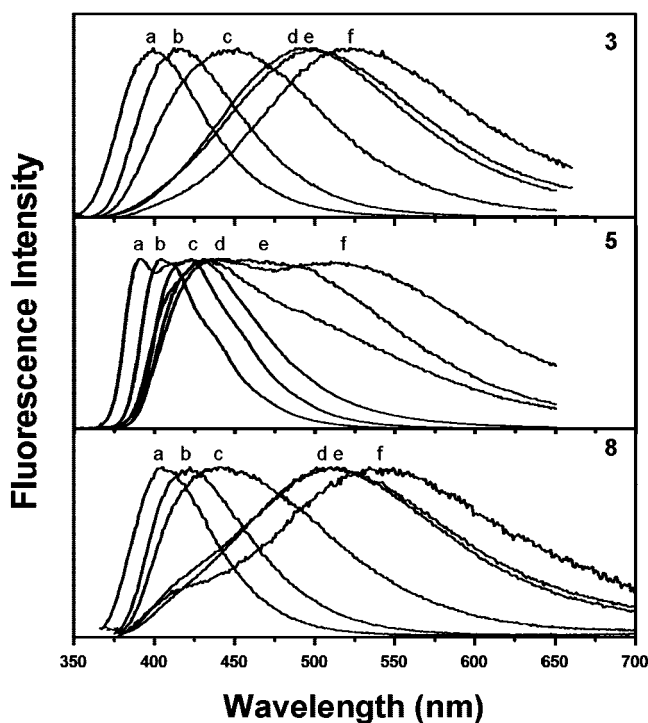 a b c d e f 3
a b c d e f 5
a b c d e f 8
Fluorescence Intensity
350 400 450 500 550 600 650 700
Wavelength (nm)